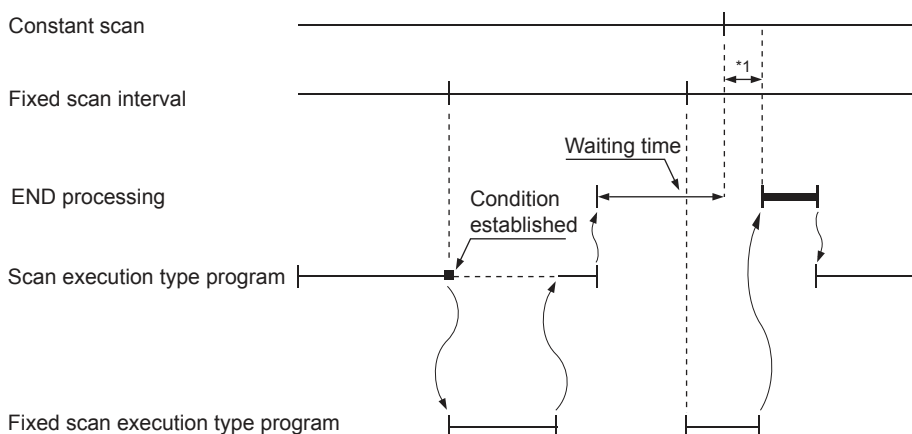 Constant scan
*1
Fixed scan interval
Waiting time
END processing
Condition
established
Scan execution type program
Fixed scan execution type program